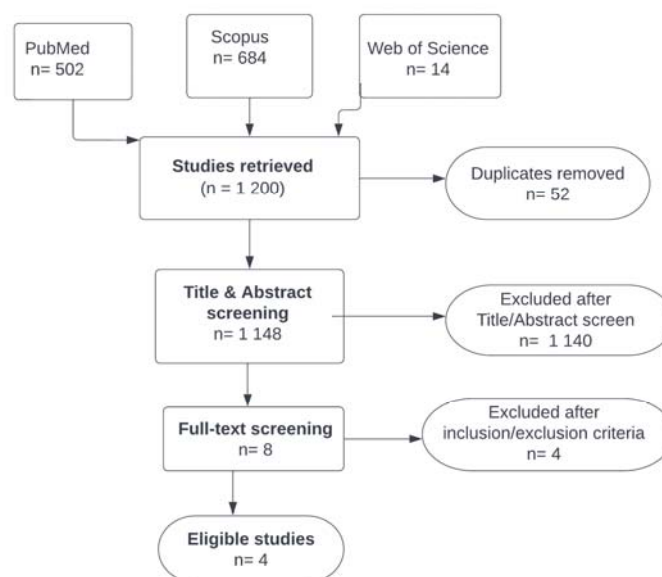 PubMed
n= 502
Scopus
n= 684
Web of Science
n= 14
Studies retrieved
(n = 1 200)
Duplicates removed
n= 52
Title & Abstract
screening
n= 1 148
Excluded after
Title/Abstract screen
n= 1 140
Full-text screening
n= 8
Excluded after
inclusion/exclusion criteria
n= 4
Eligible studies
n= 4